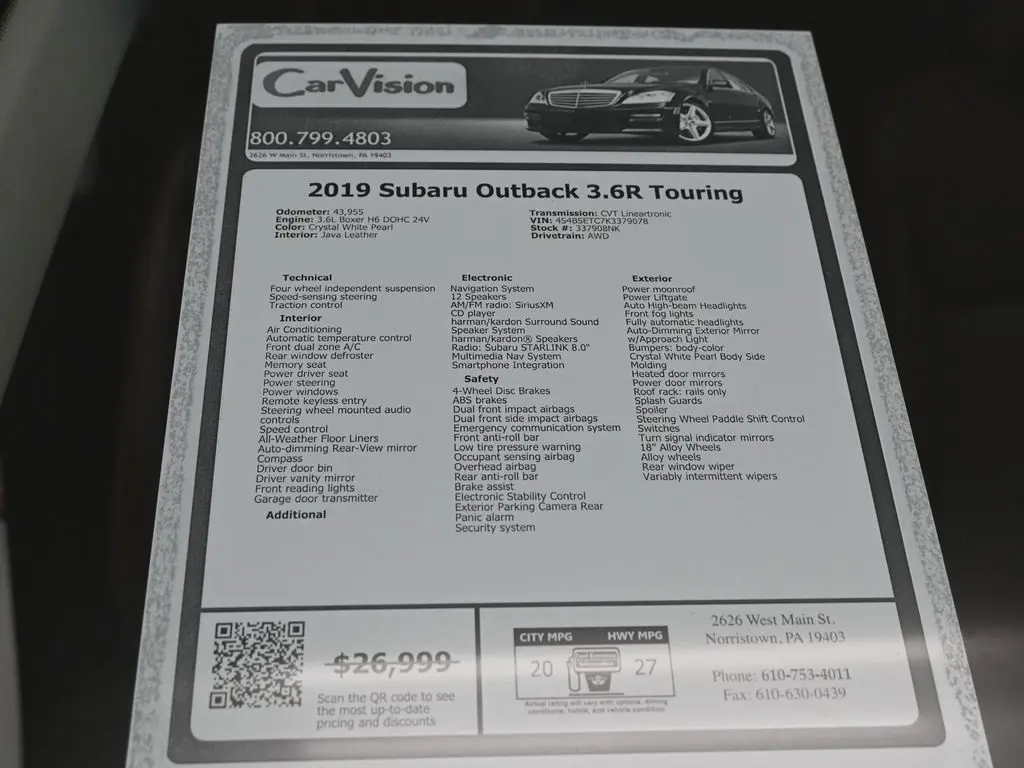 CarVision
800.799.4803
2626 W Main St, Norristown, PA 19403
2019 Subaru Outback 3.6R Touring
Odometer: 43,955
Engine: 3.6L Boxer H6 DOHC 24V
Color: Crystal White Pearl
Interior: Java Leather
Transmission: CVT Lineartronic
VIN: 4S4BSETC7K3379078
Stock #: 337908NK
Drivetrain: AWD
Technical
Four wheel independent suspension
Speed-sensing steering
Traction control
Interior
Air Conditioning
Automatic temperature control
Front dual zone A/C
Rear window defroster
Memory seat
Power driver seat
Power steering
Power windows
Remote keyless entry
Steering wheel mounted audio
controls
Speed control
All-Weather Floor Liners
Auto-dimming Rear-View mirror
Compass
Driver door bin
Driver vanity mirror
Front reading lights
Garage door transmitter
Additional
Electronic
Navigation System
12 Speakers
AM/FM radio: SiriusXM
CD player
harman/kardon Surround Sound
Speaker System
harman/kardon® Speakers
Radio: Subaru STARLINK 8.0"
Multimedia Nav System
Smartphone Integration
Safety
4-Wheel Disc Brakes
ABS brakes
Dual front impact airbags
Dual front side impact airbags
Emergency communication system
Front anti-roll bar
Low tire pressure warning
Occupant sensing airbag
Overhead airbag
Rear anti-roll bar
Brake assist
Electronic Stability Control
Exterior Parking Camera Rear
Panic alarm
Security system
Exterior
Power moonroof
Power Liftgate
Auto High-beam Headlights
Front fog lights
Fully automatic headlights
Auto-Dimming Exterior Mirror
w/Approach Light
Bumpers: body-color
Crystal White Pearl Body Side
Molding
Heated door mirrors
Power door mirrors
Roof rack: rails only
Splash Guards
Spoiler
Steering Wheel Paddle Shift Control
Switches
Turn signal indicator mirrors
18" Alloy Wheels
Alloy wheels
Rear window wiper
Variably intermittent wipers
$26,999
Scan the QR code to see
the most up-to-date
pricing and discounts
CITY MPG HWY MPG
20 27
Actual rating will vary with options, driving
conditions, habits, and vehicle condition.
2626 West Main St.
Norristown, PA 19403
Phone: 610-753-4011
Fax: 610-630-0439